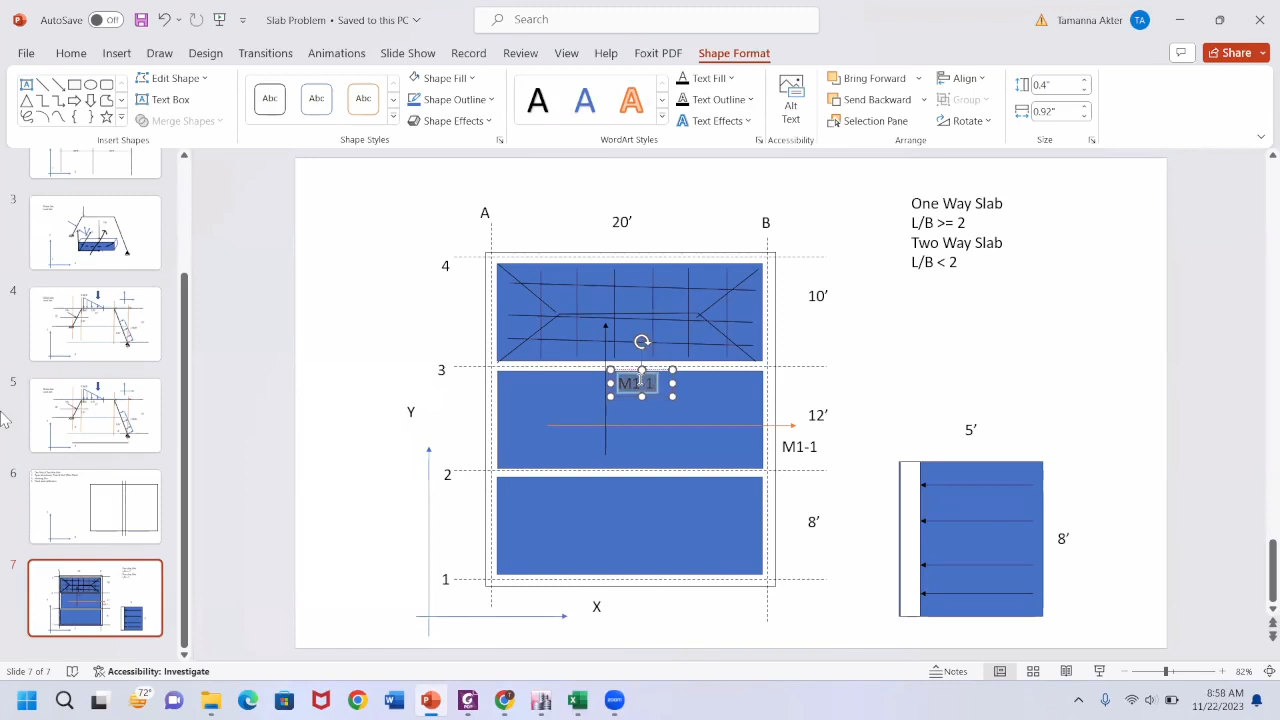 AutoSave Off Slide Problem • Saved to this PC Search Tamanna Akter TA
File Home Insert Draw Design Transitions Animations Slide Show Record Review View Help Foxit PDF Shape Format Share
Edit Shape Text Box Merge Shapes
Abc Abc Abc
Shape Fill Shape Outline Shape Effects
A A A
Text Fill Text Outline Text Effects
Alt Text
Bring Forward Send Backward Selection Pane
Align Group Rotate
0.4"
0.92"
Insert Shapes Shape Styles WordArt Styles Accessibility Arrange Size
3
4
5
6
7
A
20'
B
4
10'
3
M1-1
Y
12'
M1-1
2
8'
1
X
One Way Slab
L/B >= 2
Two Way Slab
L/B < 2
5'
8'
Slide 7 of 7 Accessibility: Investigate Notes 82%
72°
zoom
8:58 AM
11/22/2023